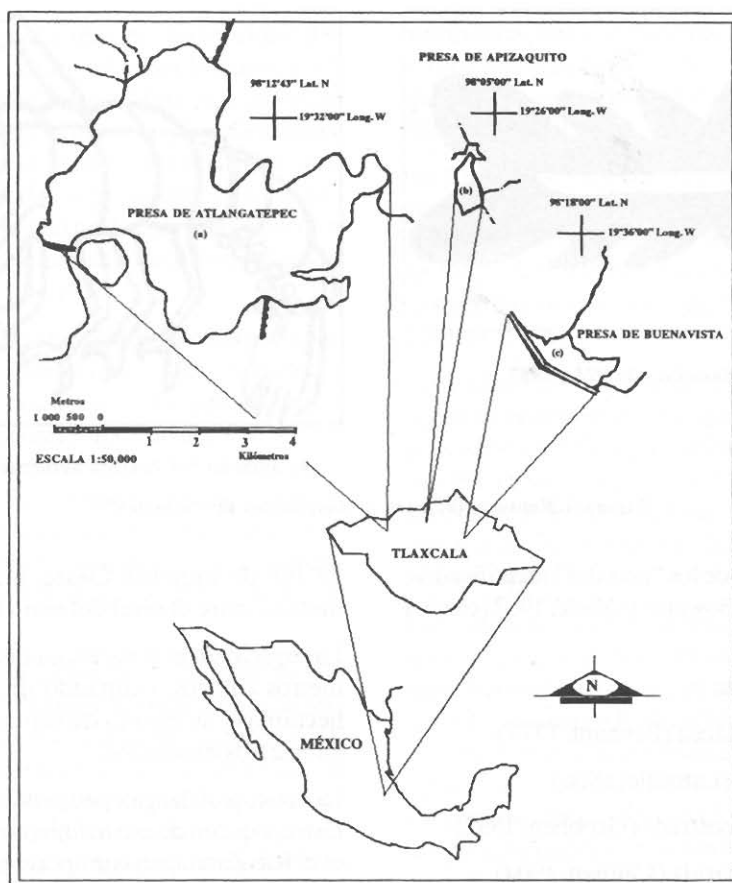 PRESA DE APIZAQUITO
98°12'43" Lat. N
19°32'00" Long. W
98°05'00" Lat. N
19°26'00" Long. W
(b)
PRESA DE ATLANGATEPEC
(a)
98°18'00" Lat. N
19°36'00" Long. W
PRESA DE BUENAVISTA
(c)
Metros
1 000 500 0
1 2 3 4
Kilómetros
ESCALA 1:50,000
TLAXCALA
N
MÉXICO